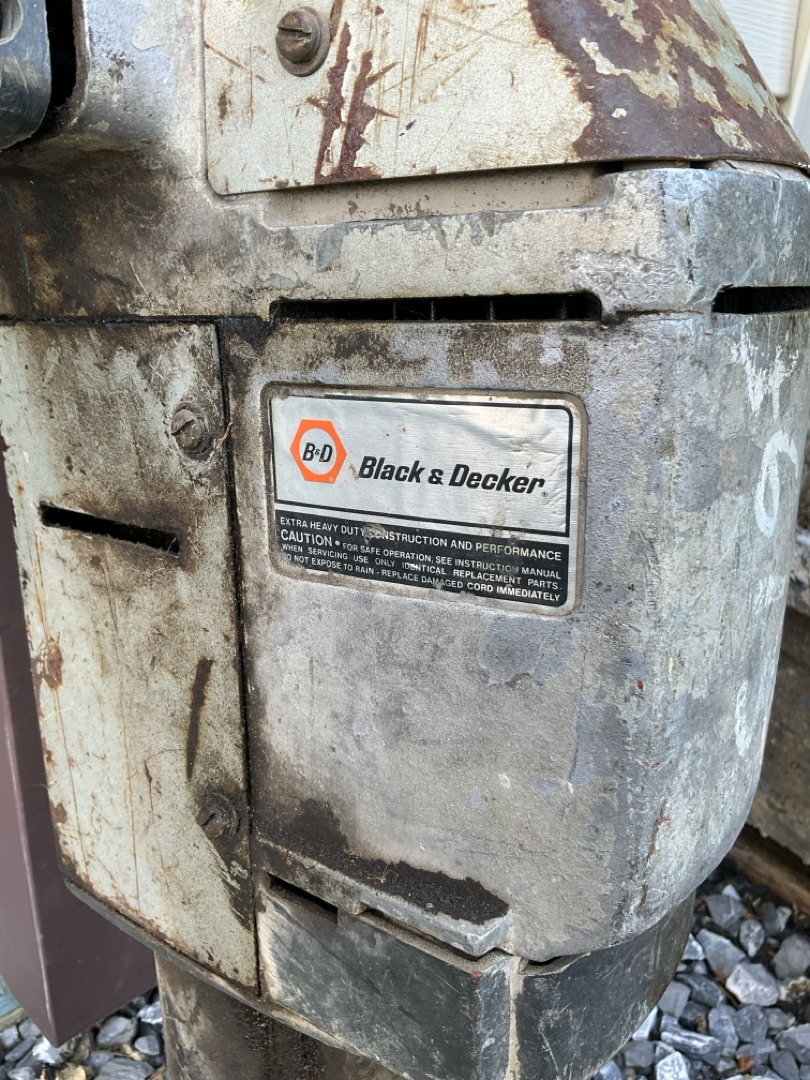 B&D
Black & Decker®
EXTRA HEAVY DUTY CONSTRUCTION AND PERFORMANCE
CAUTION • FOR SAFE OPERATION, SEE INSTRUCTION MANUAL
WHEN SERVICING USE ONLY IDENTICAL REPLACEMENT PARTS
DO NOT EXPOSE TO RAIN - REPLACE DAMAGED CORD IMMEDIATELY